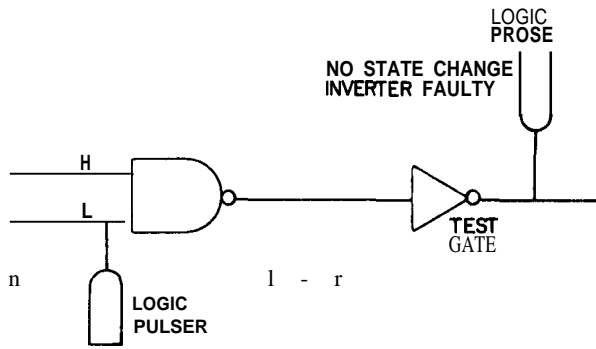 LOGIC
PROSE
NO STATE CHANGE
INVERTER FAULTY
H
L
TEST
GATE
n l - r
LOGIC
PULSER